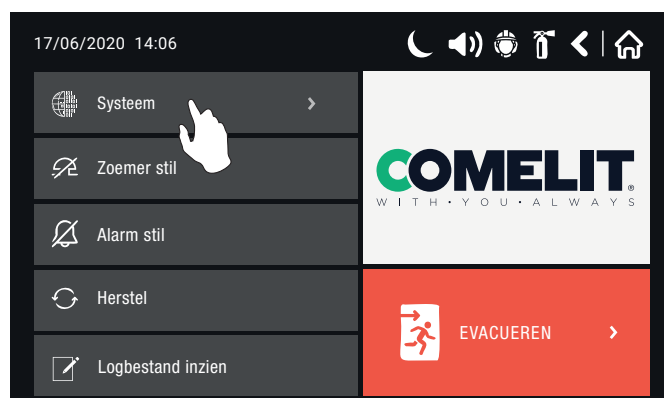 17/06/2020 14:06
Systeem
Zoemer stil
Alarm stil
Herstel
Logbestand inzien
COMELIT®
WITH·YOU·ALWAYS
EVACUEREN